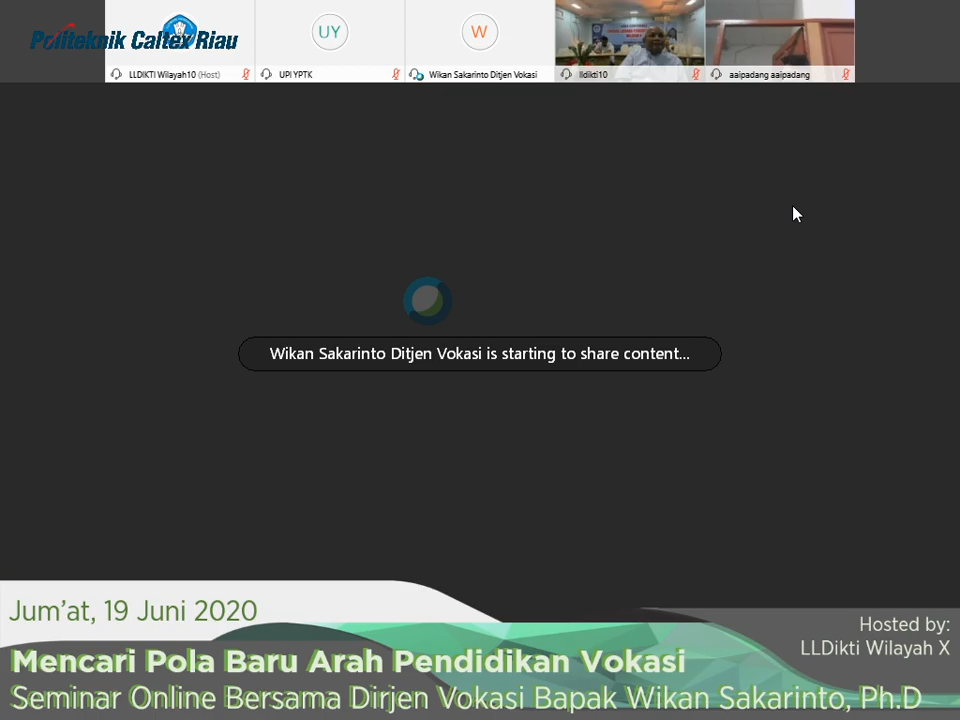 Politeknik Caltex Riau
UY
W
LLDIKTI Wilayah10 (Host)
UPI YPTK
Wikan Sakarinto Ditjen Vokasi
lldikti10
aaipadang aaipadang
Wikan Sakarinto Ditjen Vokasi is starting to share content...
Jum'at, 19 Juni 2020
Hosted by:
LLDikti Wilayah X
Mencari Pola Baru Arah Pendidikan Vokasi
Seminar Online Bersama Dirjen Vokasi Bapak Wikan Sakarinto, Ph.D